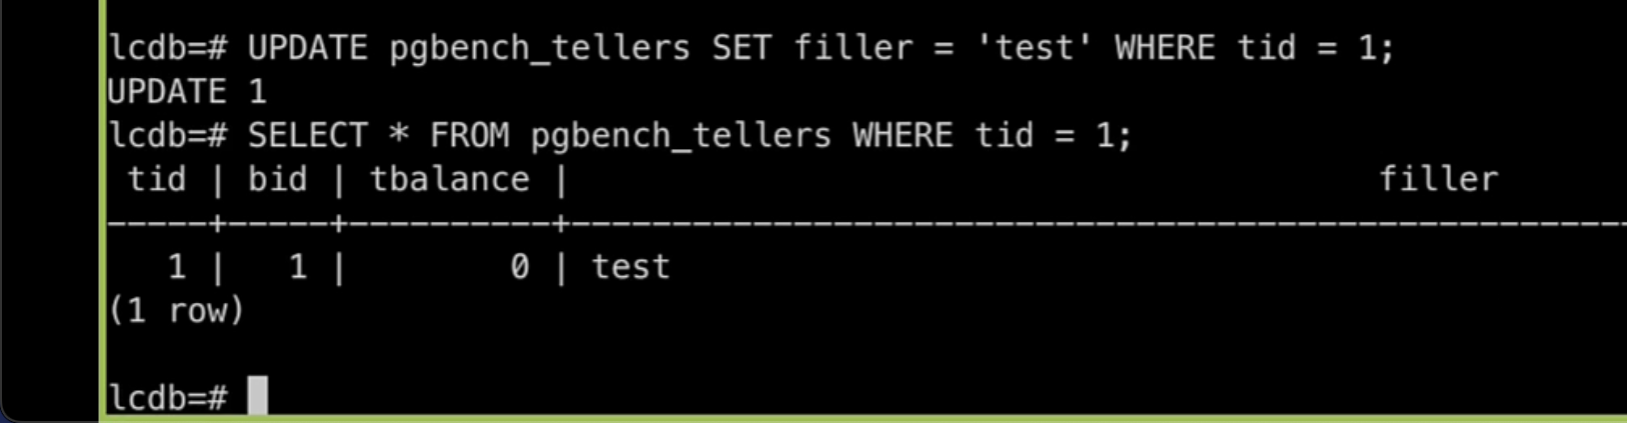 lcdb=# UPDATE pgbench_tellers SET filler = 'test' WHERE tid = 1;
UPDATE 1
lcdb=# SELECT * FROM pgbench_tellers WHERE tid = 1;
 tid | bid | tbalance |                                        filler
-----+-----+----------+-----------------------------------------------------
   1 |   1 |        0 | test
(1 row)
lcdb=#